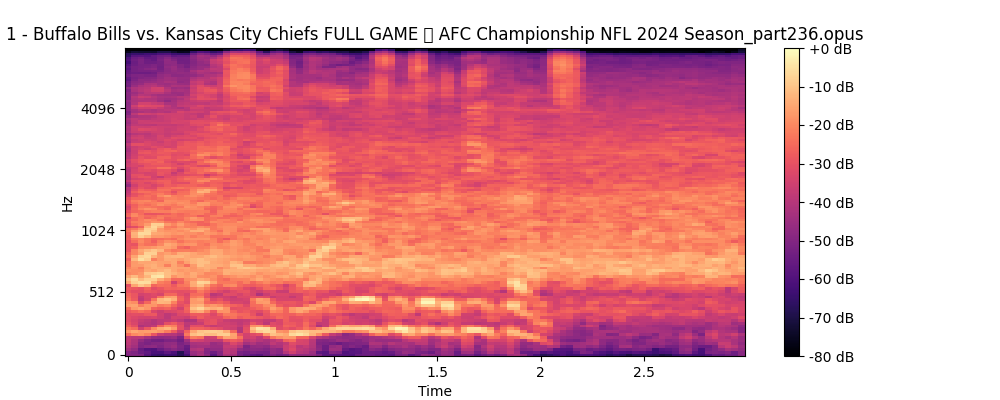 1 - Buffalo Bills vs. Kansas City Chiefs FULL GAME AFC Championship NFL 2024 Season_part236.opus
Hz
4096
2048
1024
512
0
0
0.5
1
1.5
2
2.5
Time
+0 dB
-10 dB
-20 dB
-30 dB
-40 dB
-50 dB
-60 dB
-70 dB
-80 dB